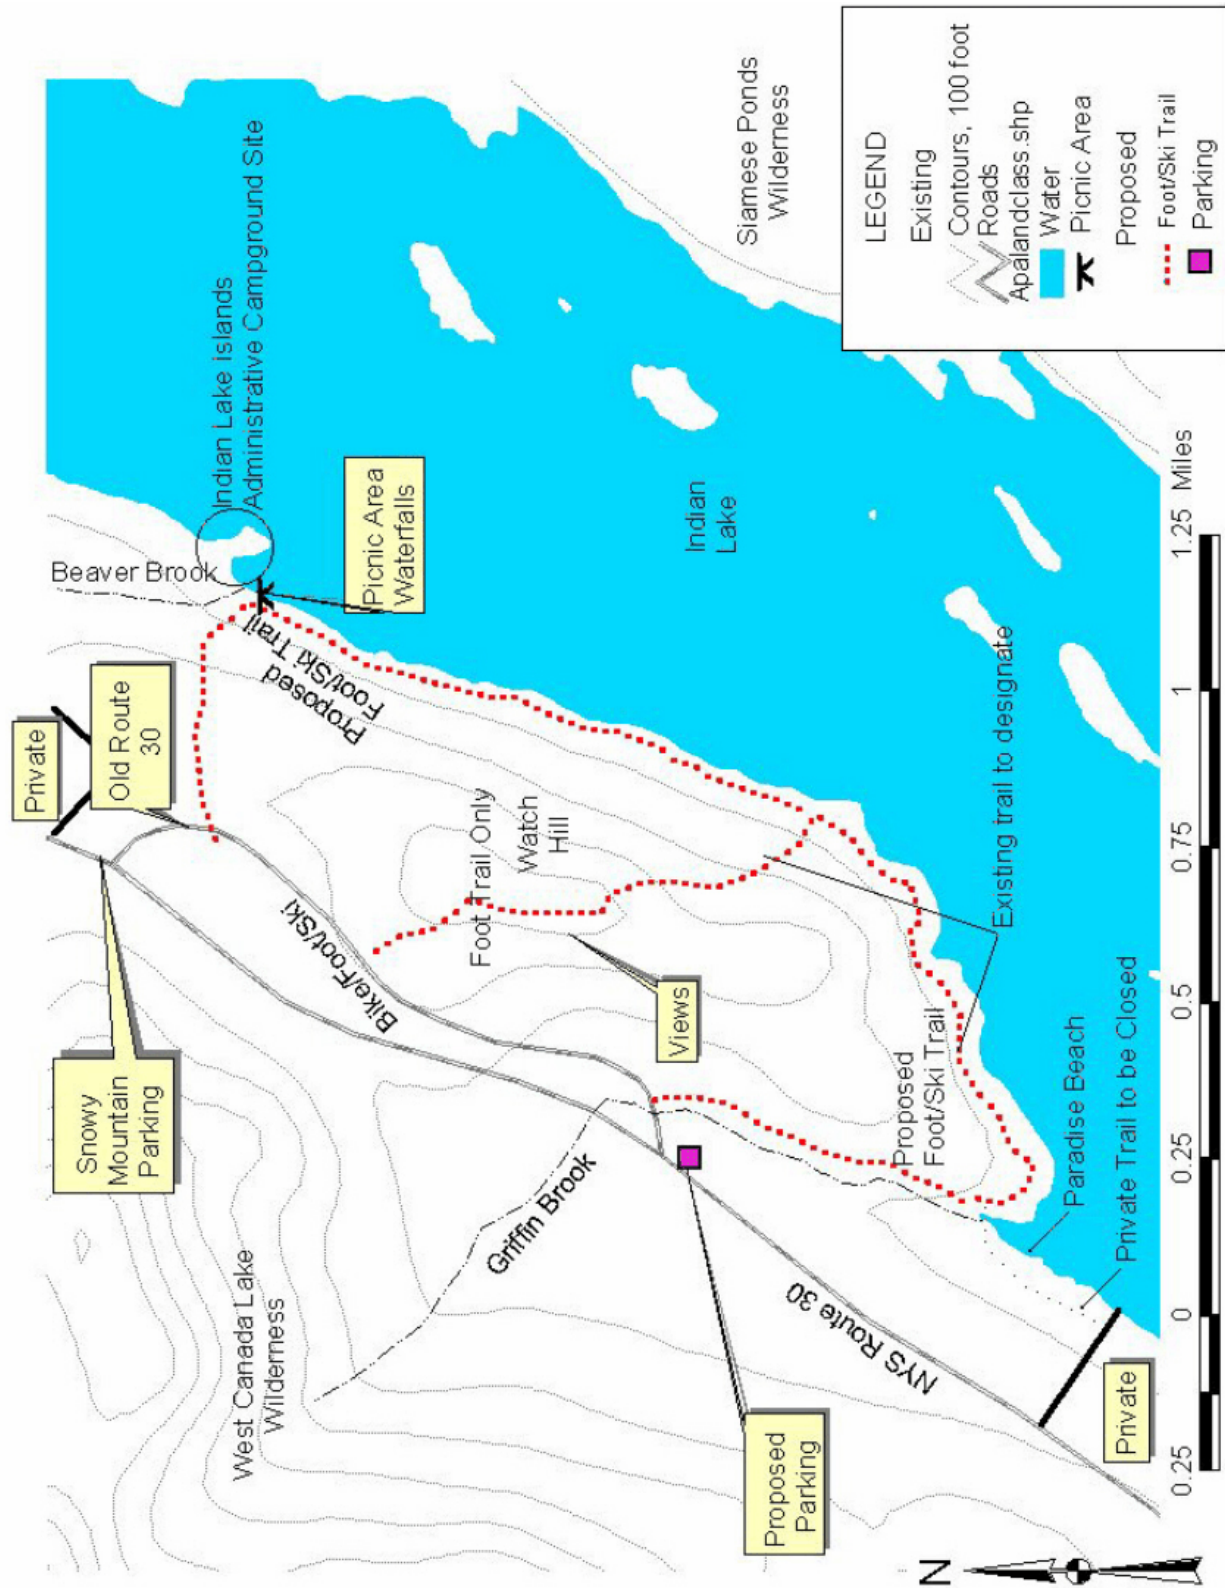 Private
Old Route
30
Snowy
Mountain
Parking
West Canada Lake
Wilderness
Beaver Brook
Indian Lake islands
Administrative Campground Site
Picnic Area
Waterfalls
Siamese Ponds
Wilderness
Proposed
Foot/Ski Trail
Bike/Foot/Ski
Foot Trail Only
Watch
Hill
Views
Indian
Lake
Griffin Brook
Proposed
Parking
NYS Route 30
Proposed
Foot/Ski Trail
Existing trail to designate
Paradise Beach
Private Trail to be Closed
Private
LEGEND
Existing
Contours, 100 foot
Roads
Apalandclass.shp
Water
Picnic Area
Proposed
Foot/Ski Trail
Parking
N
0.25 0 0.25 0.5 0.75 1 1.25 Miles